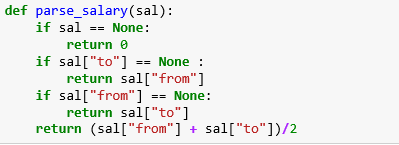 def parse_salary(sal):
    if sal == None:
        return 0
    if sal["to"] == None :
        return sal["from"]
    if sal["from"] == None:
        return sal["to"]
    return (sal["from"] + sal["to"])/2